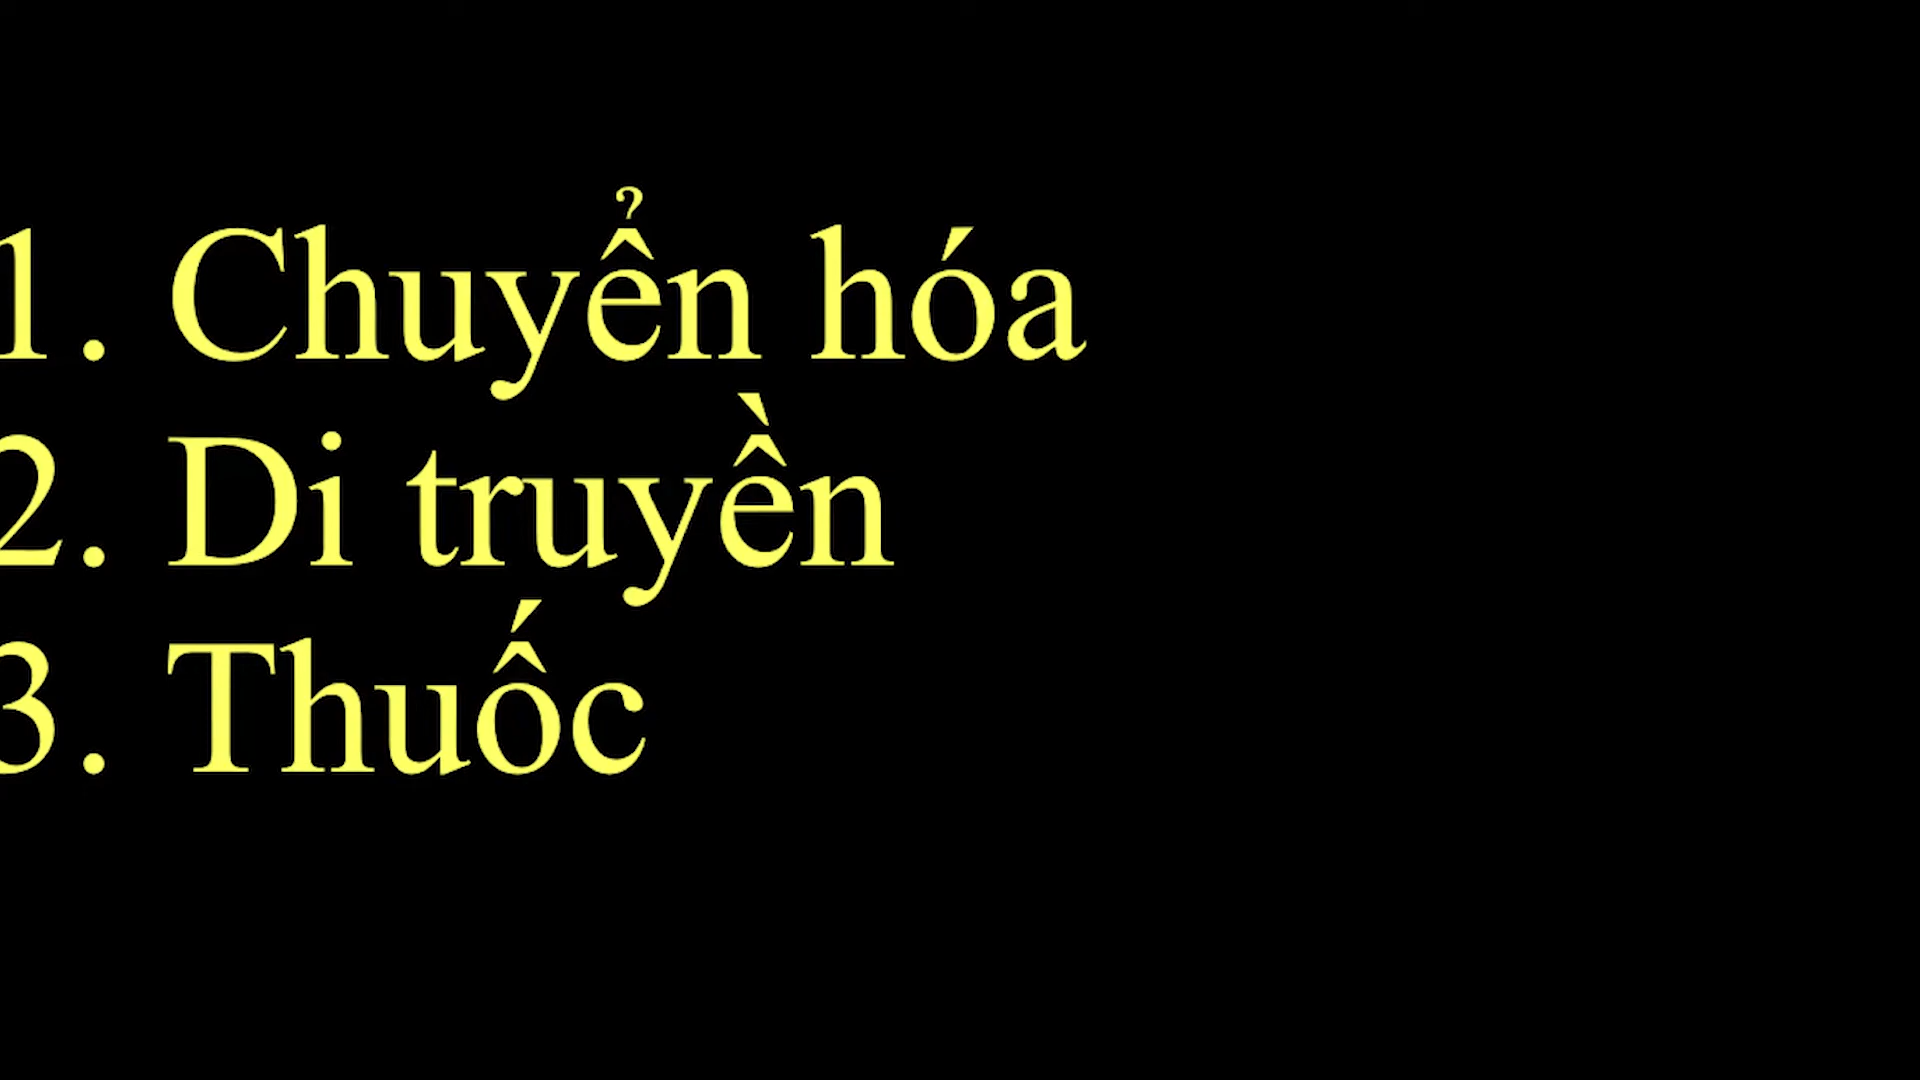 1. Chuyển hóa
2. Di truyền
3. Thuốc